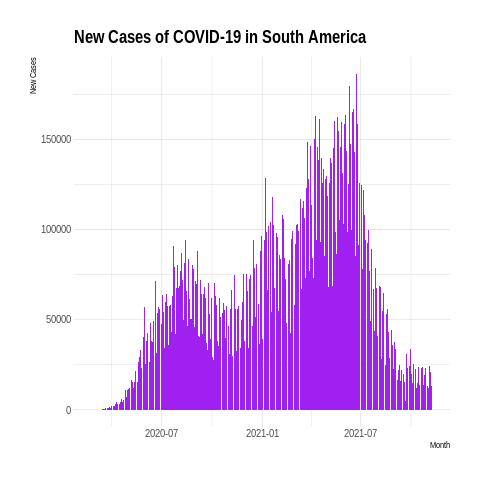 New Cases of COVID-19 in South America
New Cases
150000
100000
50000
0
2020-07
2021-01
2021-07
Month